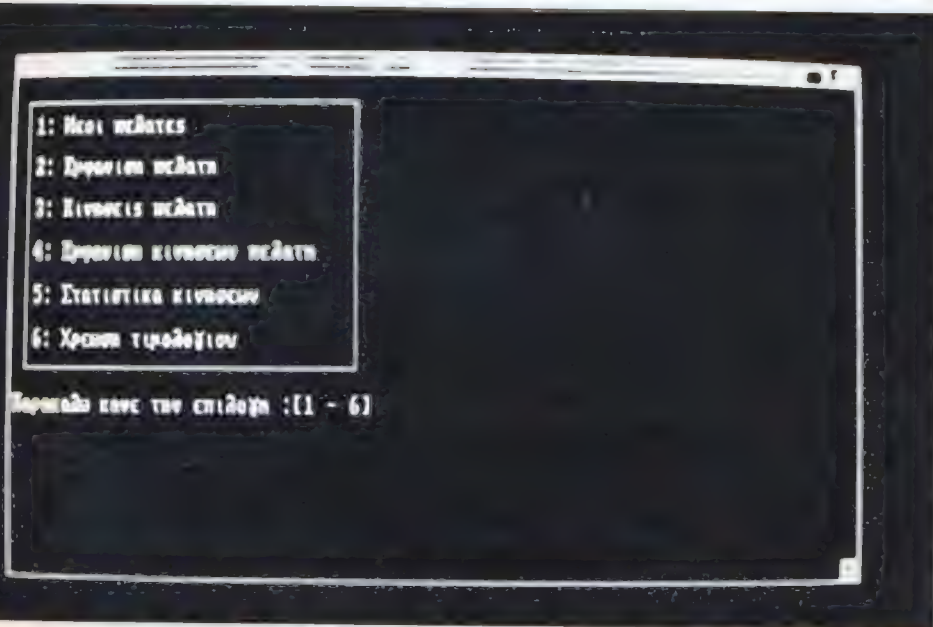 1: Νεοι πελατες
2: Εμφανιση πελατη
3: Κινησεις πελατη
4: Εμφανιση κινησεων πελατη
5: Στατιστικα κινησεων
6: Χρεωση τιμολογιου
Παρακαλω κανε την επιλογη :[1 - 6]